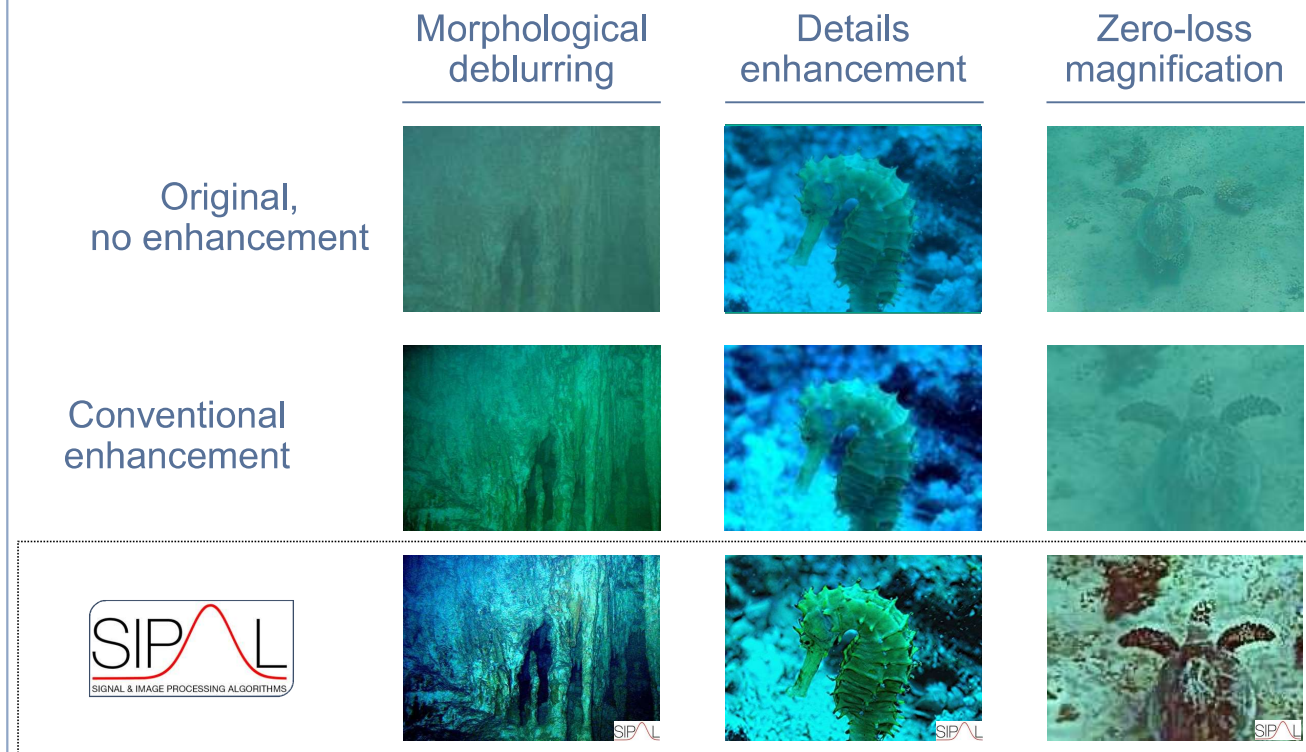 Morphological
deblurring
Details
enhancement
Zero-loss
magnification
Original,
no enhancement
Conventional
enhancement
SIPAL
SIGNAL & IMAGE PROCESSING ALGORITHMS
SIPAL
SIPAL
SIPAL